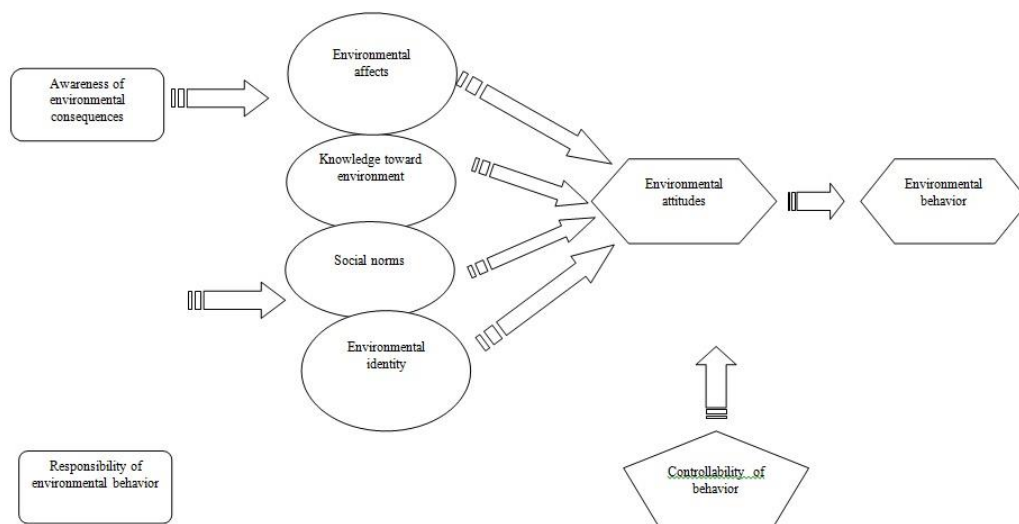 Environmental
affects
Awareness of
environmental
consequences
Knowledge toward
environment
Environmental
attitudes
Environmental
behavior
Social norms
Environmental
identity
Responsibility of
environmental behavior
Controllability of
behavior